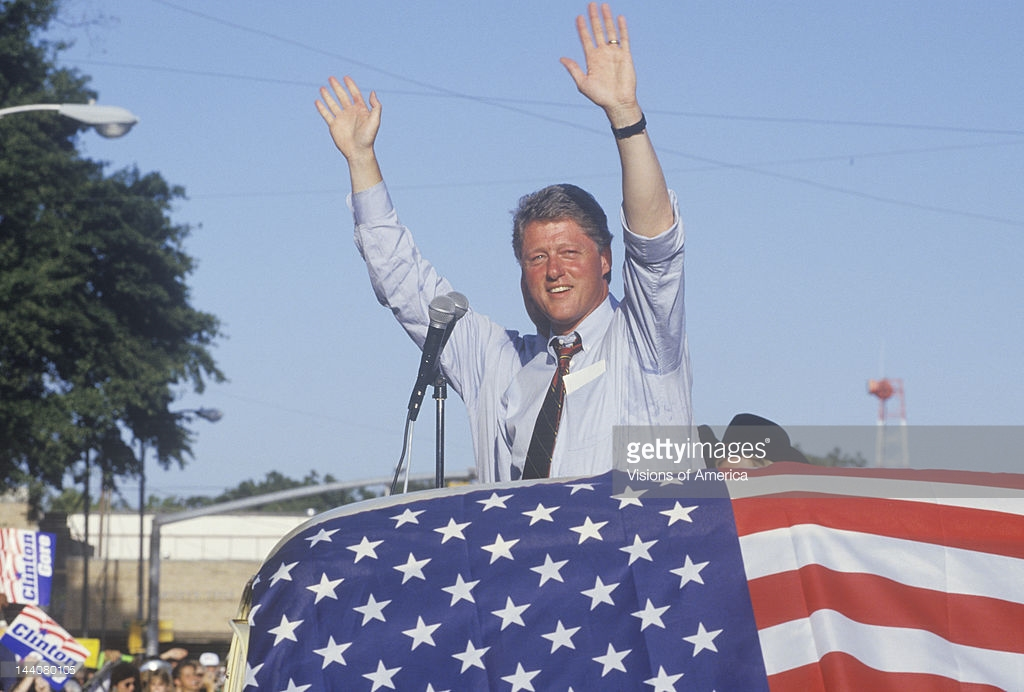 gettyimages®
Visions of America
Clinton
Gore
Clinton
144080105